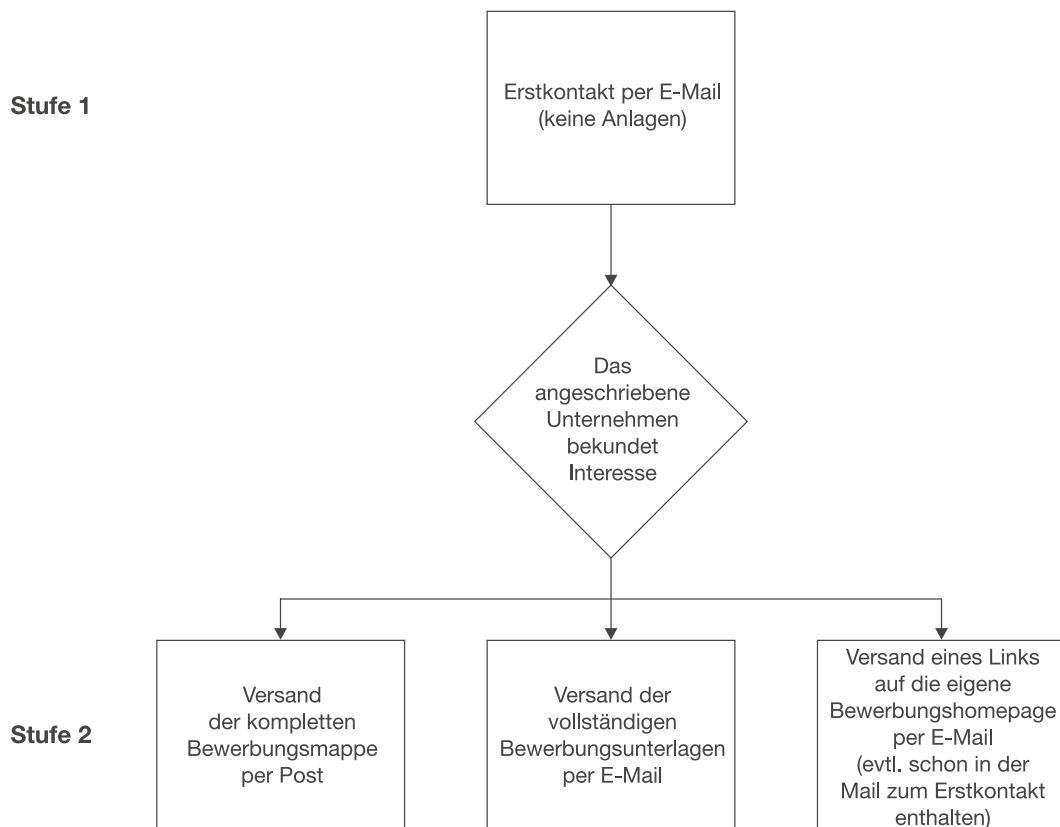 Stufe 1
Erstkontakt per E-Mail
(keine Anlagen)
Das
angeschriebene
Unternehmen
bekundet
Interesse
Stufe 2
Versand
der kompletten
Bewerbungsmappe
per Post
Versand der
vollständigen
Bewerbungsunterlagen
per E-Mail
Versand eines Links
auf die eigene
Bewerbungshomepage
per E-Mail
(evtl. schon in der
Mail zum Erstkontakt
enthalten)